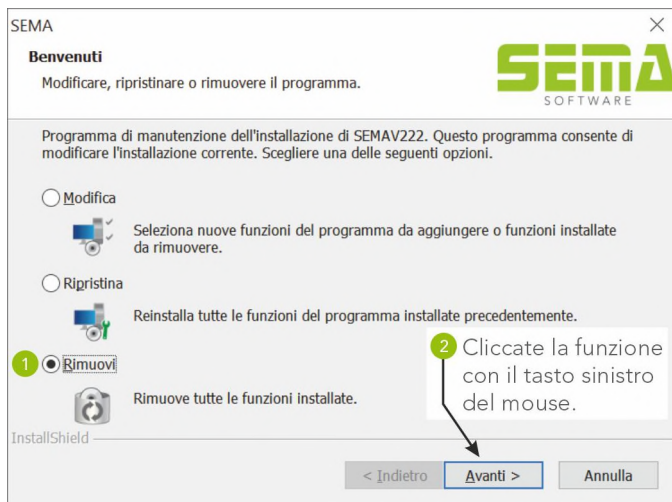 SEMA
Benvenuti
Modificare, ripristinare o rimuovere il programma.
SEMA
SOFTWARE
Programma di manutenzione dell'installazione di SEMAV222. Questo programma consente di
modificare l'installazione corrente. Scegliere una delle seguenti opzioni.
Modifica
Seleziona nuove funzioni del programma da aggiungere o funzioni installate
da rimuovere.
Ripristina
Reinstalla tutte le funzioni del programma installate precedentemente.
1 Rimuovi
Rimuove tutte le funzioni installate.
2 Cliccate la funzione
con il tasto sinistro
del mouse.
InstallShield
< Indietro Avanti > Annulla